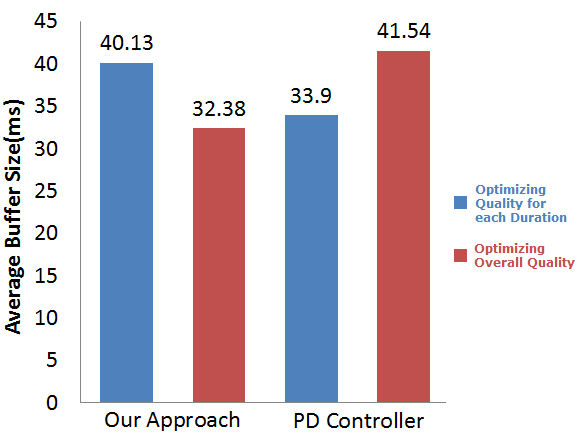 Average Buffer Size(ms)
45
40
35
30
25
20
15
10
5
0
40.13
32.38
33.9
41.54
Our Approach
PD Controller
Optimizing
Quality for
each Duration
Optimizing
Overall Quality